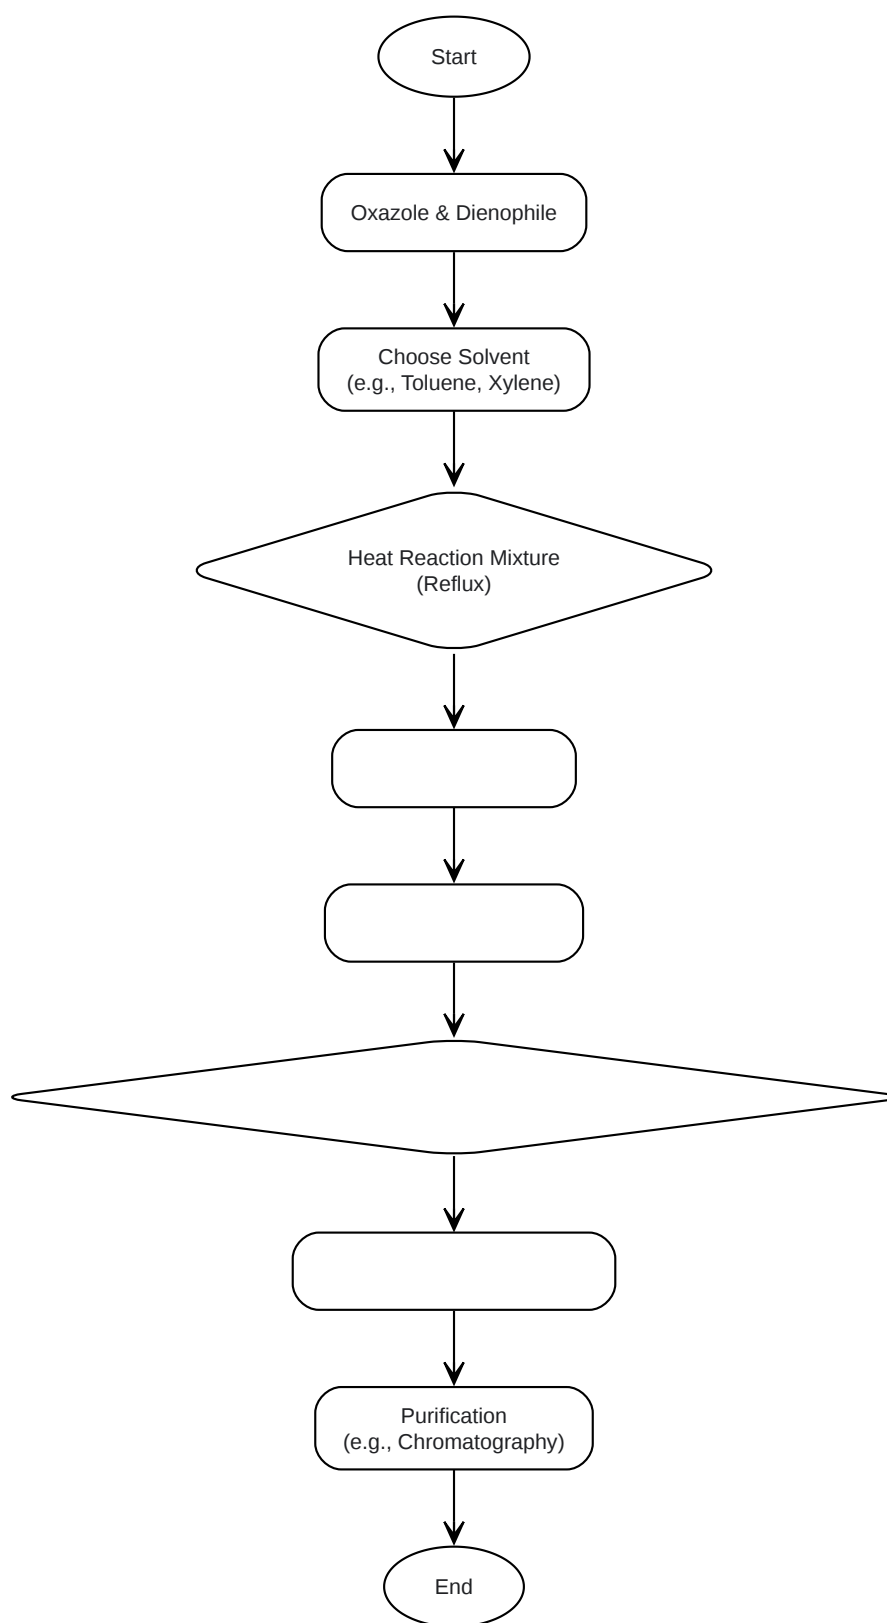 Start
Oxazole & Dienophile
Choose Solvent
(e.g., Toluene, Xylene)
Heat Reaction Mixture
(Reflux)
Purification
(e.g., Chromatography)
End